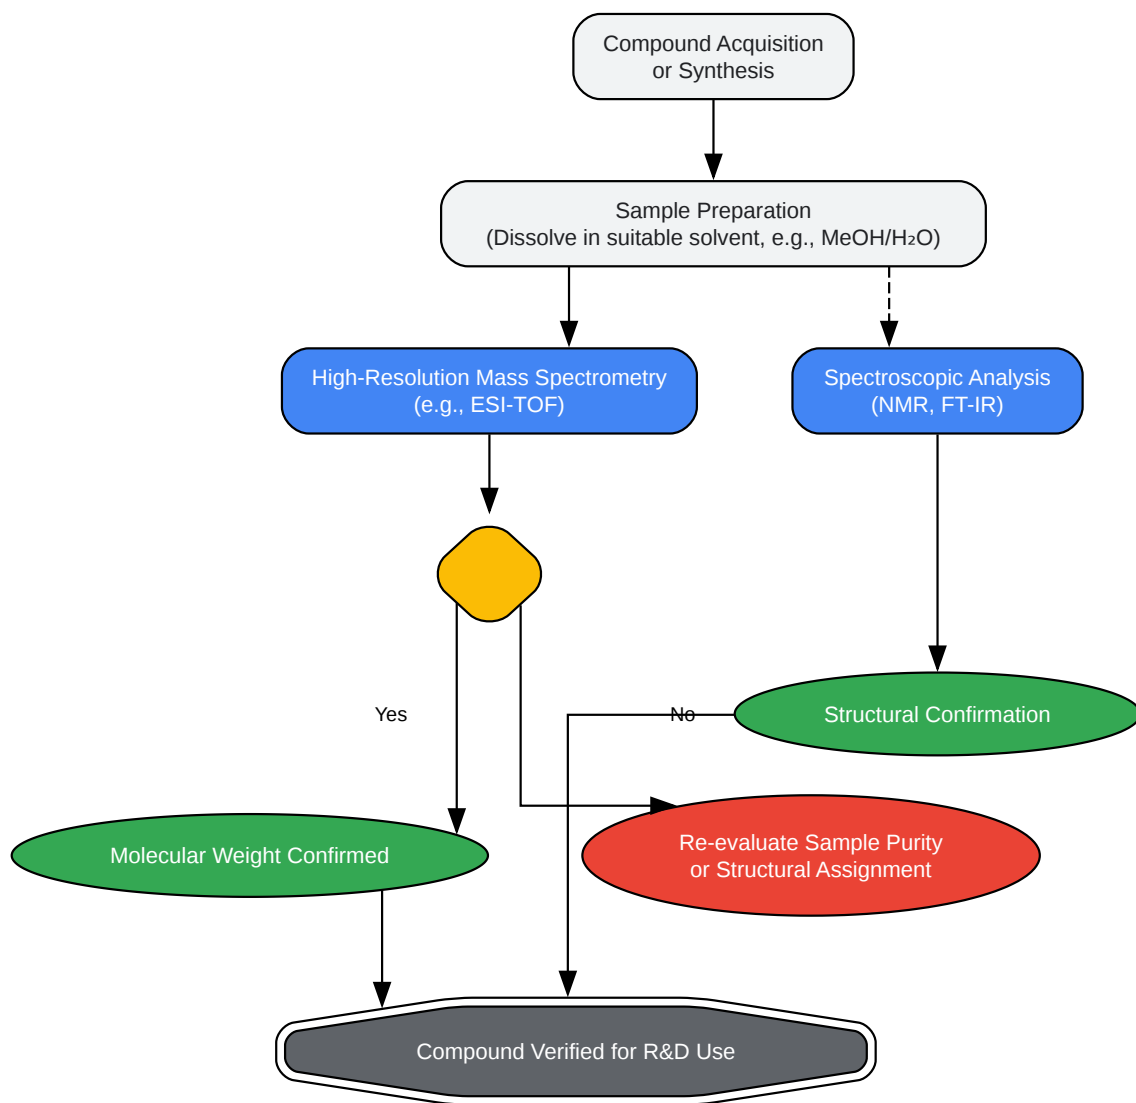 Compound Acquisition
or Synthesis
Sample Preparation
(Dissolve in suitable solvent, e.g., MeOH/H₂O)
High-Resolution Mass Spectrometry
(e.g., ESI-TOF)
Spectroscopic Analysis
(NMR, FT-IR)
Yes
No
Structural Confirmation
Molecular Weight Confirmed
Re-evaluate Sample Purity
or Structural Assignment
Compound Verified for R&D Use